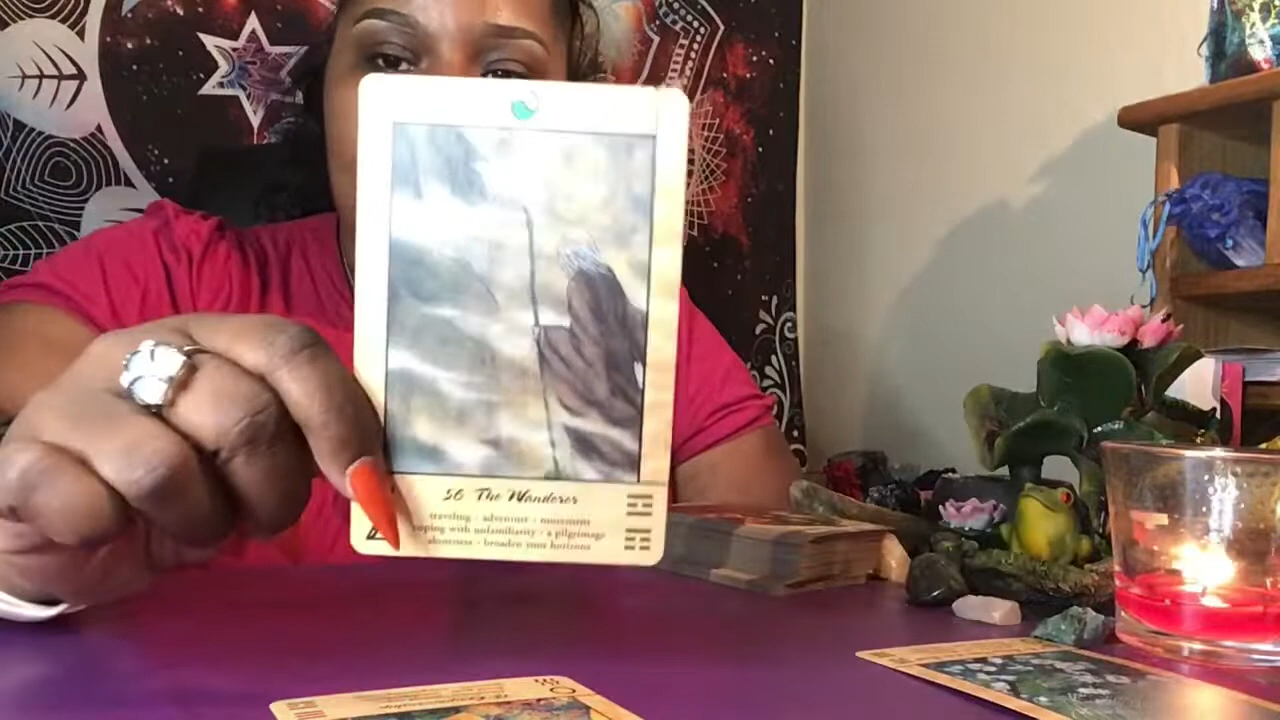 56 The Wanderer
traveling - adventure - movement
coping with unfamiliarity - a pilgrimage
aloneness - broaden your horizons